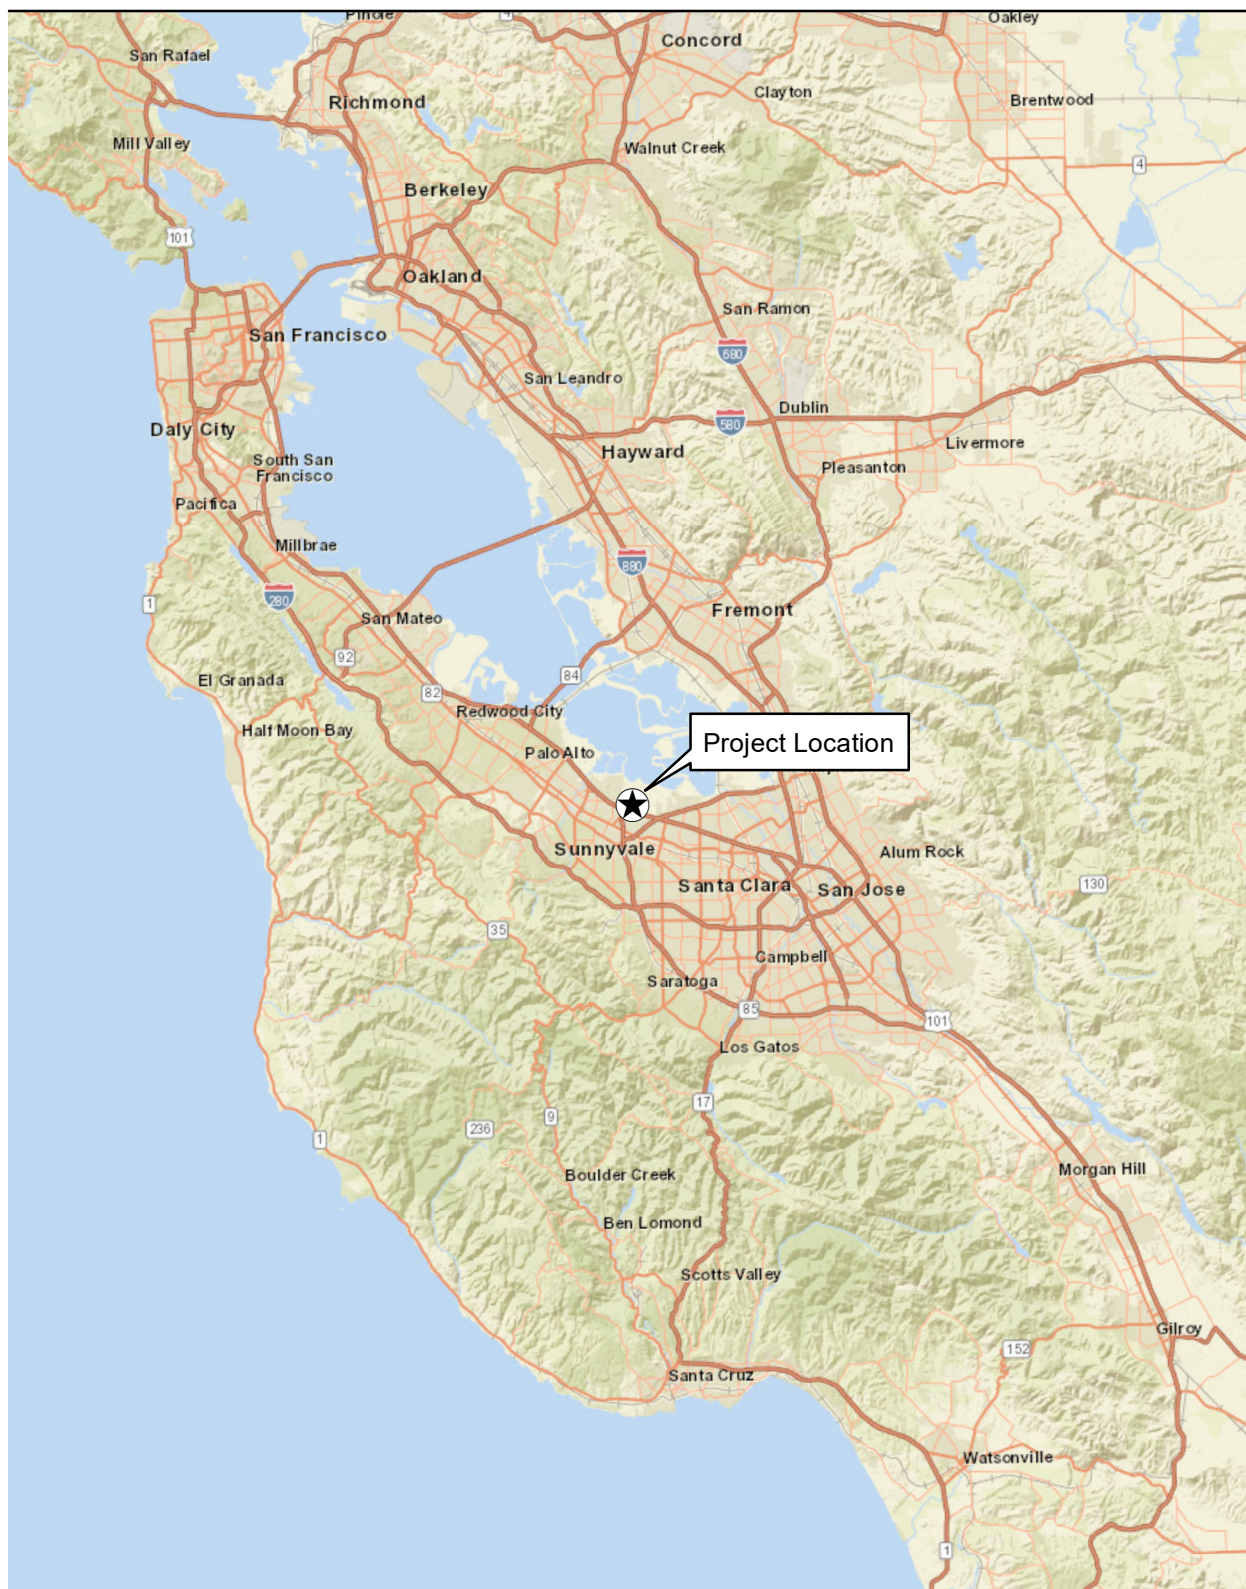 Pinole
4
Oakley
San Rafael
Concord
Clayton
Richmond
Brentwood
Mill Valley
Walnut Creek
4
Berkeley
101
Oakland
San Ramon
San Francisco
680
San Leandro
Dublin
580
Daly City
Livermore
Hayward
South San
Francisco
Pleasanton
Pacifica
Millbrae
880
280
1
Fremont
San Mateo
92
84
El Granada
82
Redwood City
Half Moon Bay
Project Location
Palo Alto
Sunnyvale
Alum Rock
Santa Clara
San Jose
130
35
Campbell
Saratoga
85
101
Los Gatos
17
9
236
1
Morgan Hill
Boulder Creek
Ben Lomond
Scotts Valley
Gilroy
152
Santa Cruz
Watsonville
1